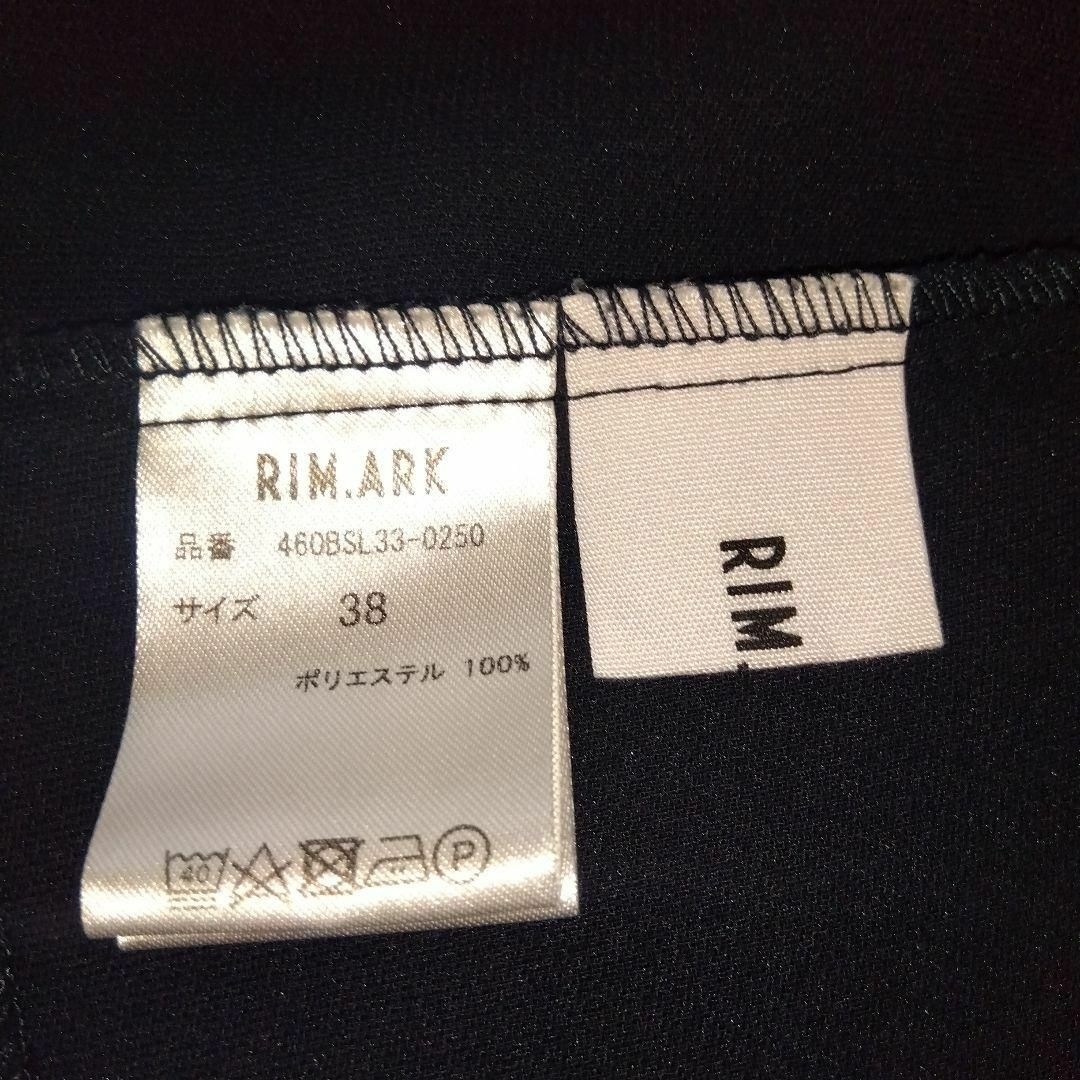 RIM.ARK
品番 460BSL33-0250
サイズ 38
ポリエステル 100%
40
P
RIM.